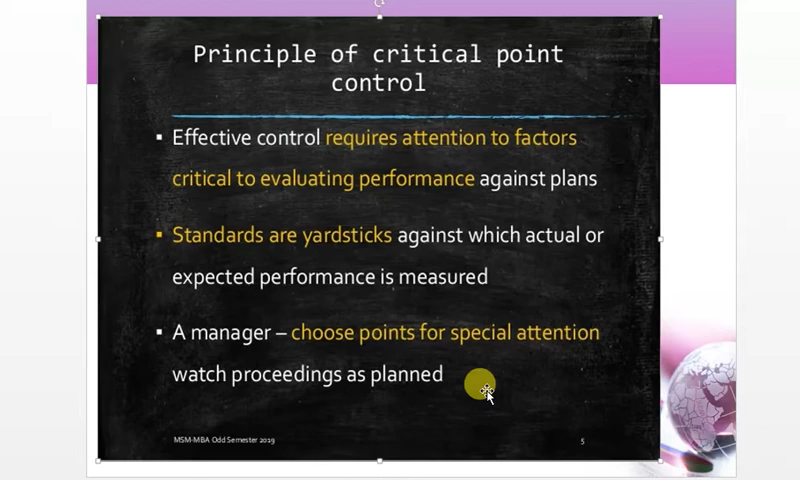 Principle of critical point
control
▪ Effective control requires attention to factors
critical to evaluating performance against plans
▪ Standards are yardsticks against which actual or
expected performance is measured
▪ A manager – choose points for special attention
watch proceedings as planned
MSM-MBA Odd Semester 2019 5